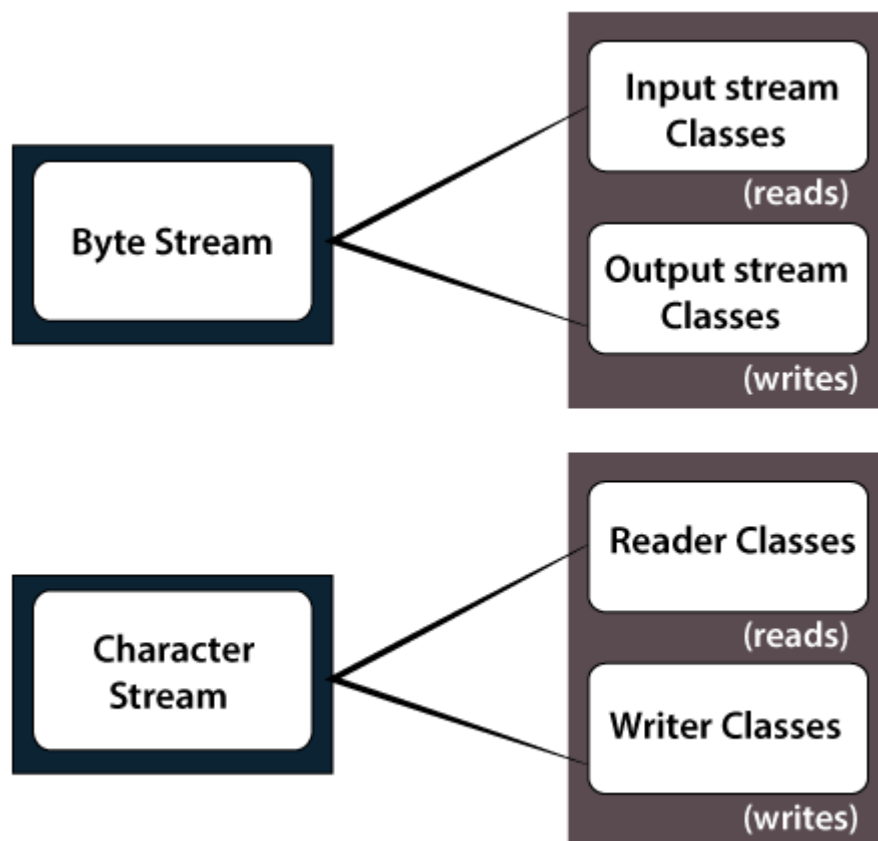 Byte Stream
Input stream
Classes
(reads)
Output stream
Classes
(writes)
Character
Stream
Reader Classes
(reads)
Writer Classes
(writes)